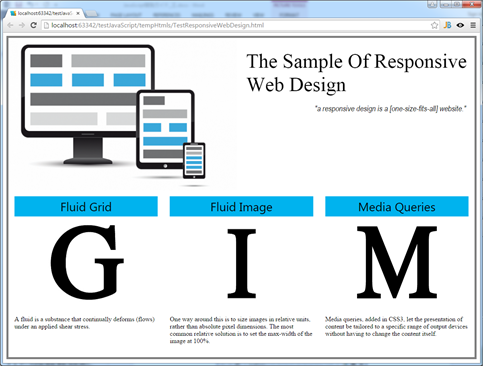 localhost:63342/testJavaScript/tempHtmls/TestResponsiveWebDesign.html
The Sample Of Responsive
Web Design
"a responsive design is a [one-size-fits-all] website."
Fluid Grid
Fluid Image
Media Queries
G
I
M
A fluid is a substance that continually deforms (flows)
under an applied shear stress.
One way around this is to size images in relative units,
rather than absolute pixel dimensions. The most
common relative solution is to set the max-width of the
image at 100%.
Media queries, added in CSS3, let the presentation of
content be tailored to a specific range of output devices
without having to change the content itself.